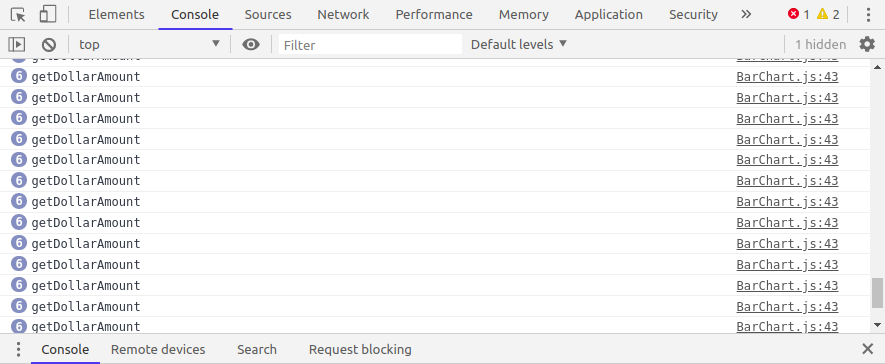 Elements Console Sources Network Performance Memory Application Security » 1 2
top Filter Default levels 1 hidden
6 getDollarAmount BarChart.js:43
6 getDollarAmount BarChart.js:43
6 getDollarAmount BarChart.js:43
6 getDollarAmount BarChart.js:43
6 getDollarAmount BarChart.js:43
6 getDollarAmount BarChart.js:43
6 getDollarAmount BarChart.js:43
6 getDollarAmount BarChart.js:43
6 getDollarAmount BarChart.js:43
6 getDollarAmount BarChart.js:43
6 getDollarAmount BarChart.js:43
6 getDollarAmount BarChart.js:43
6 getDollarAmount BarChart.js:43
6 getDollarAmount BarChart.js:43
Console Remote devices Search Request blocking